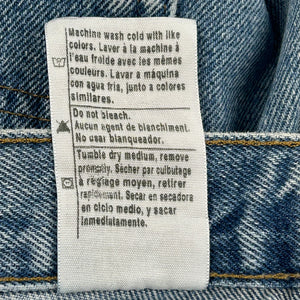 Machine wash cold with like
colors. Laver à la machine à
l'eau froide avec les mêmes
couleurs. Lavar a máquina
con agua fría, junto a colores
similares.
Do not bleach.
Aucun agent de blanchiment.
No usar blanqueador.
Tumble dry medium, remove
promptly. Sécher par culbutage
à réglage moyen, retirer
rapidement. Secar en secadora
en ciclo medio, y sacar
inmediatamente.